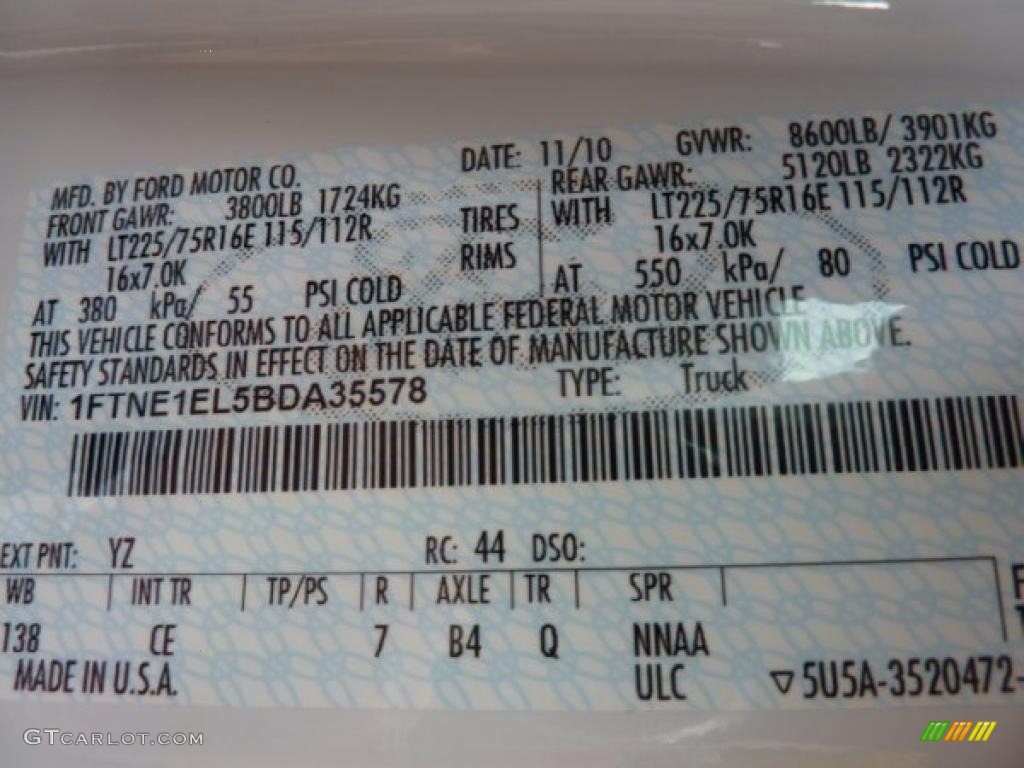 MFD. BY FORD MOTOR CO. DATE: 11/10 GVWR: 8600LB/ 3901KG
FRONT GAWR: 3800LB 1724KG REAR GAWR: 5120LB 2322KG
WITH LT225/75R16E 115/112R TIRES WITH LT225/75R16E 115/112R
16x7.0K RIMS 16x7.0K
AT 380 kPa/ 55 PSI COLD AT 550 kPa/ 80 PSI COLD
THIS VEHICLE CONFORMS TO ALL APPLICABLE FEDERAL MOTOR VEHICLE
SAFETY STANDARDS IN EFFECT ON THE DATE OF MANUFACTURE SHOWN ABOVE.
VIN: 1FTNE1EL5BDA35578 TYPE: Truck
EXT PNT: YZ RC: 44 DSO:
WB INT TR TP/PS R AXLE TR SPR
138 CE 7 B4 Q NNAA
MADE IN U.S.A. ULC ▽5U5A-3520472-
GTCARLOT.COM